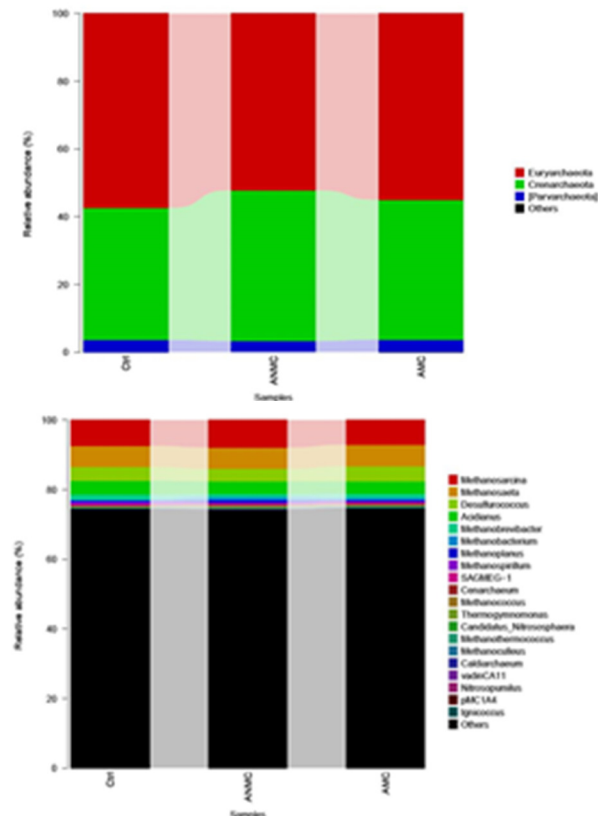 100
80
60
40
20
0
Relative abundance (%)
Ctrl
ANMC
AMC
Samples
Euryarchaeota
Crenarchaeota
[Parvarchaeota]
Others
100
80
60
40
20
0
Relative abundance (%)
Ctrl
ANMC
AMC
Samples
Methanosarcina
Methanosaeta
Desulfurococcus
Acidianus
Methanobrevibacter
Methanobacterium
Methanoplanus
Methanospirillum
SAGMEG-1
Cenarchaeum
Methanococcus
Thermogymnomonas
Candidatus_Nitrososphaera
Methanothermococcus
Methanoculleus
Caldiarchaeum
vadinCA11
Nitrosopumilus
pMC1A4
Ignicoccus
Others